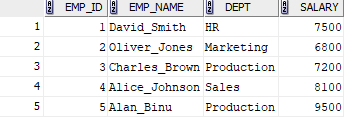 EMP_ID EMP_NAME DEPT SALARY
1 1 David_Smith HR 7500
2 2 Oliver_Jones Marketing 6800
3 3 Charles_Brown Production 7200
4 4 Alice_Johnson Sales 8100
5 5 Alan_Binu Production 9500